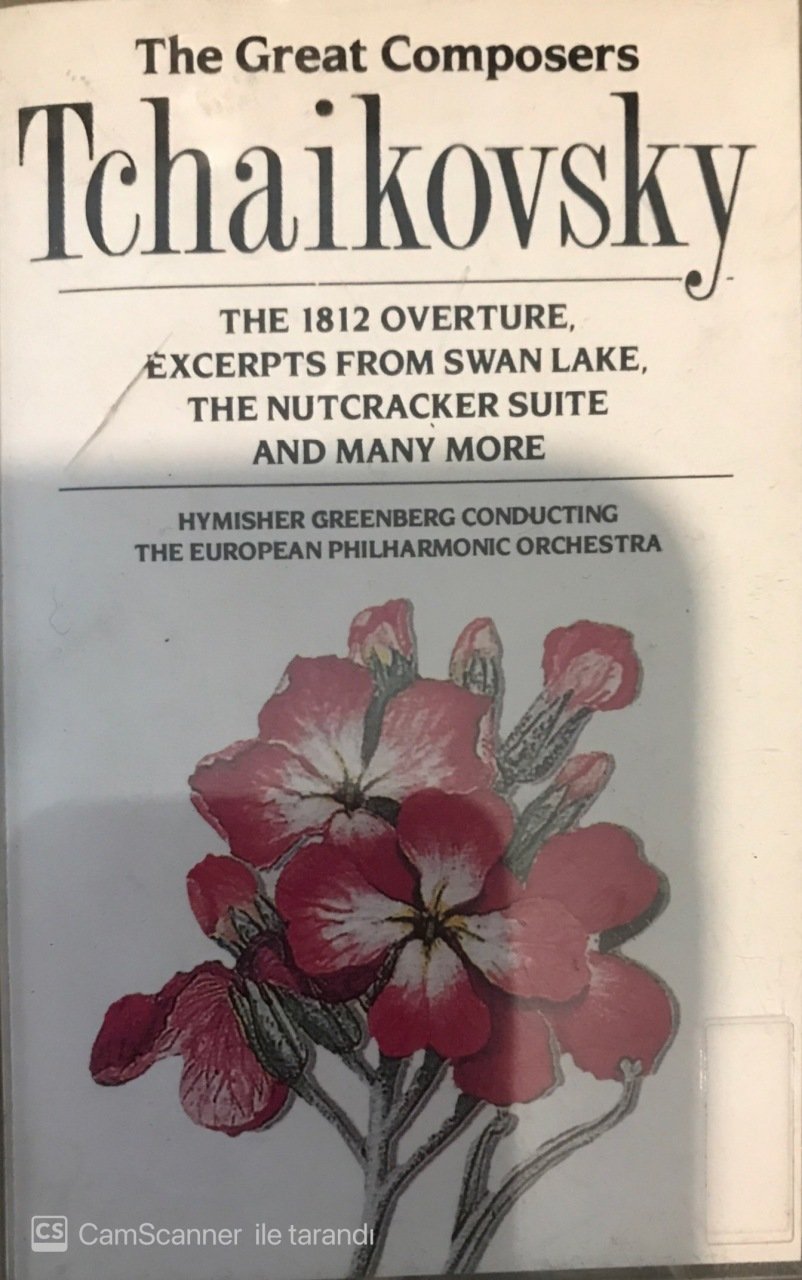 The Great Composers
Tchaikovsky
THE 1812 OVERTURE,
EXCERPTS FROM SWAN LAKE,
THE NUTCRACKER SUITE
AND MANY MORE
HYMISHER GREENBERG CONDUCTING
THE EUROPEAN PHILHARMONIC ORCHESTRA
CS CamScanner ile tarandı